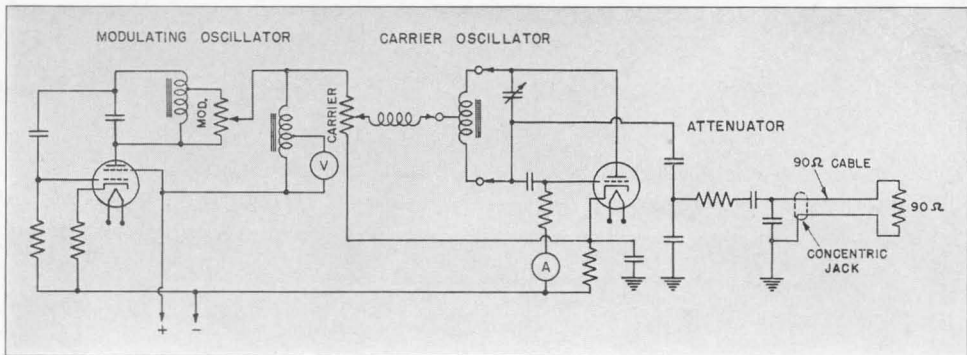 MODULATING OSCILLATOR
CARRIER OSCILLATOR
MOD.
CARRIER
V
ATTENUATOR
90Ω CABLE
90Ω
A
CONCENTRIC
JACK
+ −